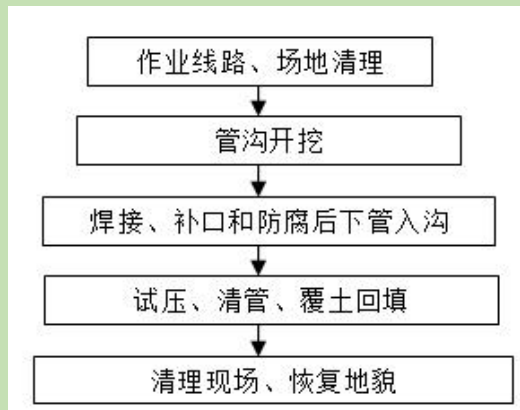 作业线路、场地清理
管沟开挖
焊接、补口和防腐后下管入沟
试压、清管、覆土回填
清理现场、恢复地貌